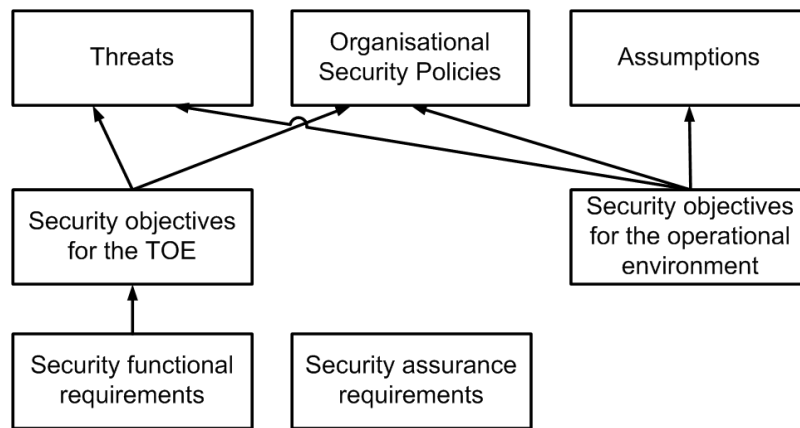 Threats
Organisational
Security Policies
Assumptions
Security objectives
for the TOE
Security objectives
for the operational
environment
Security functional
requirements
Security assurance
requirements